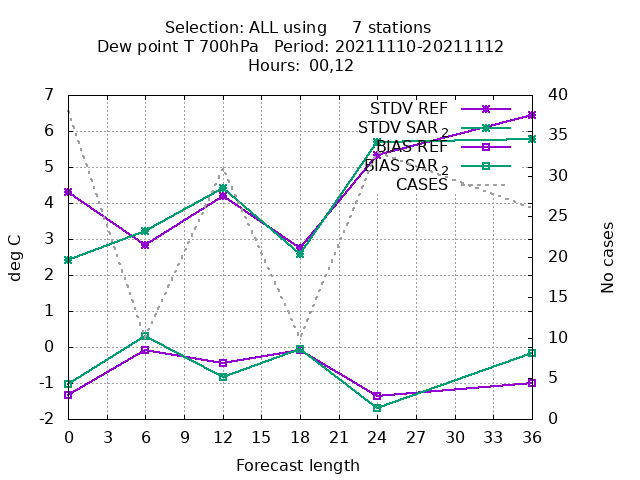 Selection: ALL using 7 stations
Dew point T 700hPa Period: 20211110-20211112
Hours: 00,12
7
6
5
4
3
2
1
0
-1
-2
deg C
STDV REF
STDV SAR_2
BIAS REF
BIAS SAR_2
CASES
40
35
30
25
20
15
10
5
0
No cases
0 3 6 9 12 15 18 21 24 27 30 33 36
Forecast length